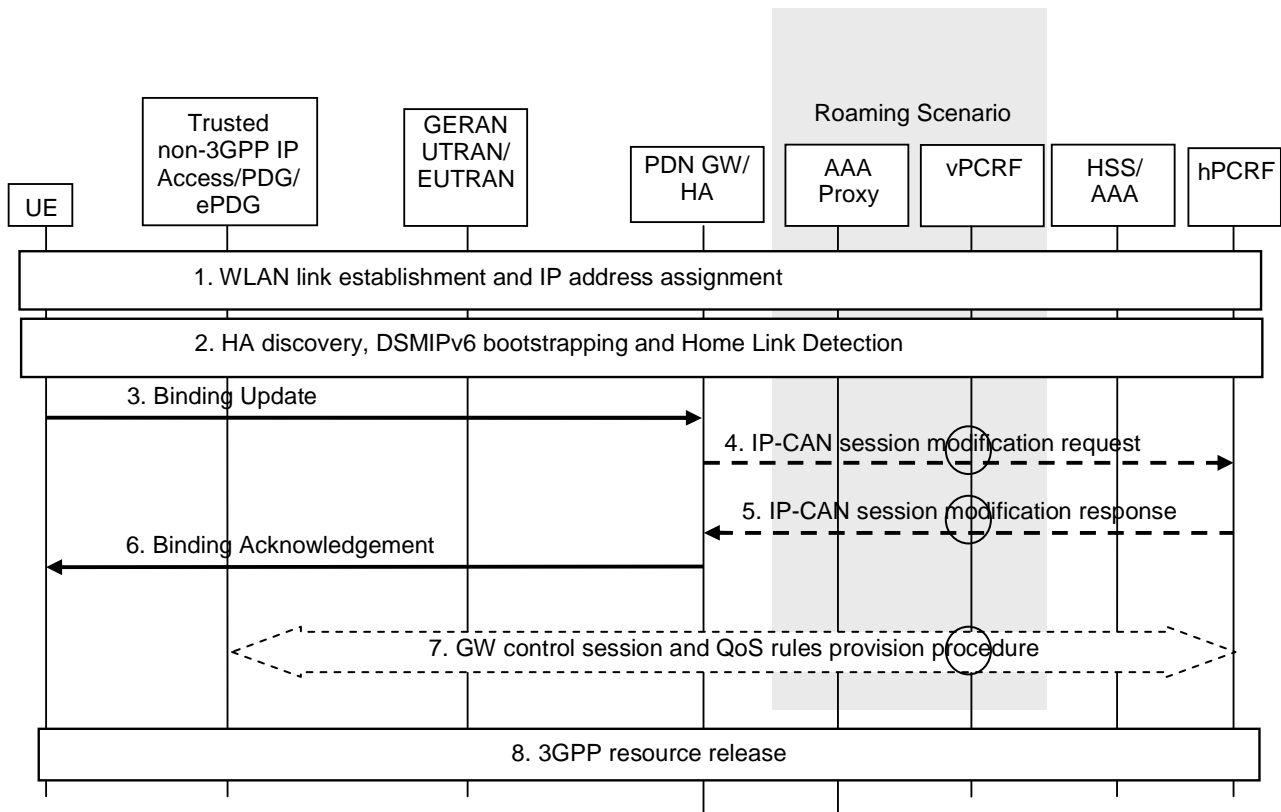 Roaming Scenario
UE
Trusted
non-3GPP IP
Access/PDG/
ePDG
GERAN
UTRAN/
EUTRAN
PDN GW/
HA
AAA
Proxy
vPCRF
HSS/
AAA
hPCRF
1. WLAN link establishment and IP address assignment
2. HA discovery, DSMIPv6 bootstrapping and Home Link Detection
3. Binding Update
4. IP-CAN session modification request
5. IP-CAN session modification response
6. Binding Acknowledgement
7. GW control session and QoS rules provision procedure
8. 3GPP resource release